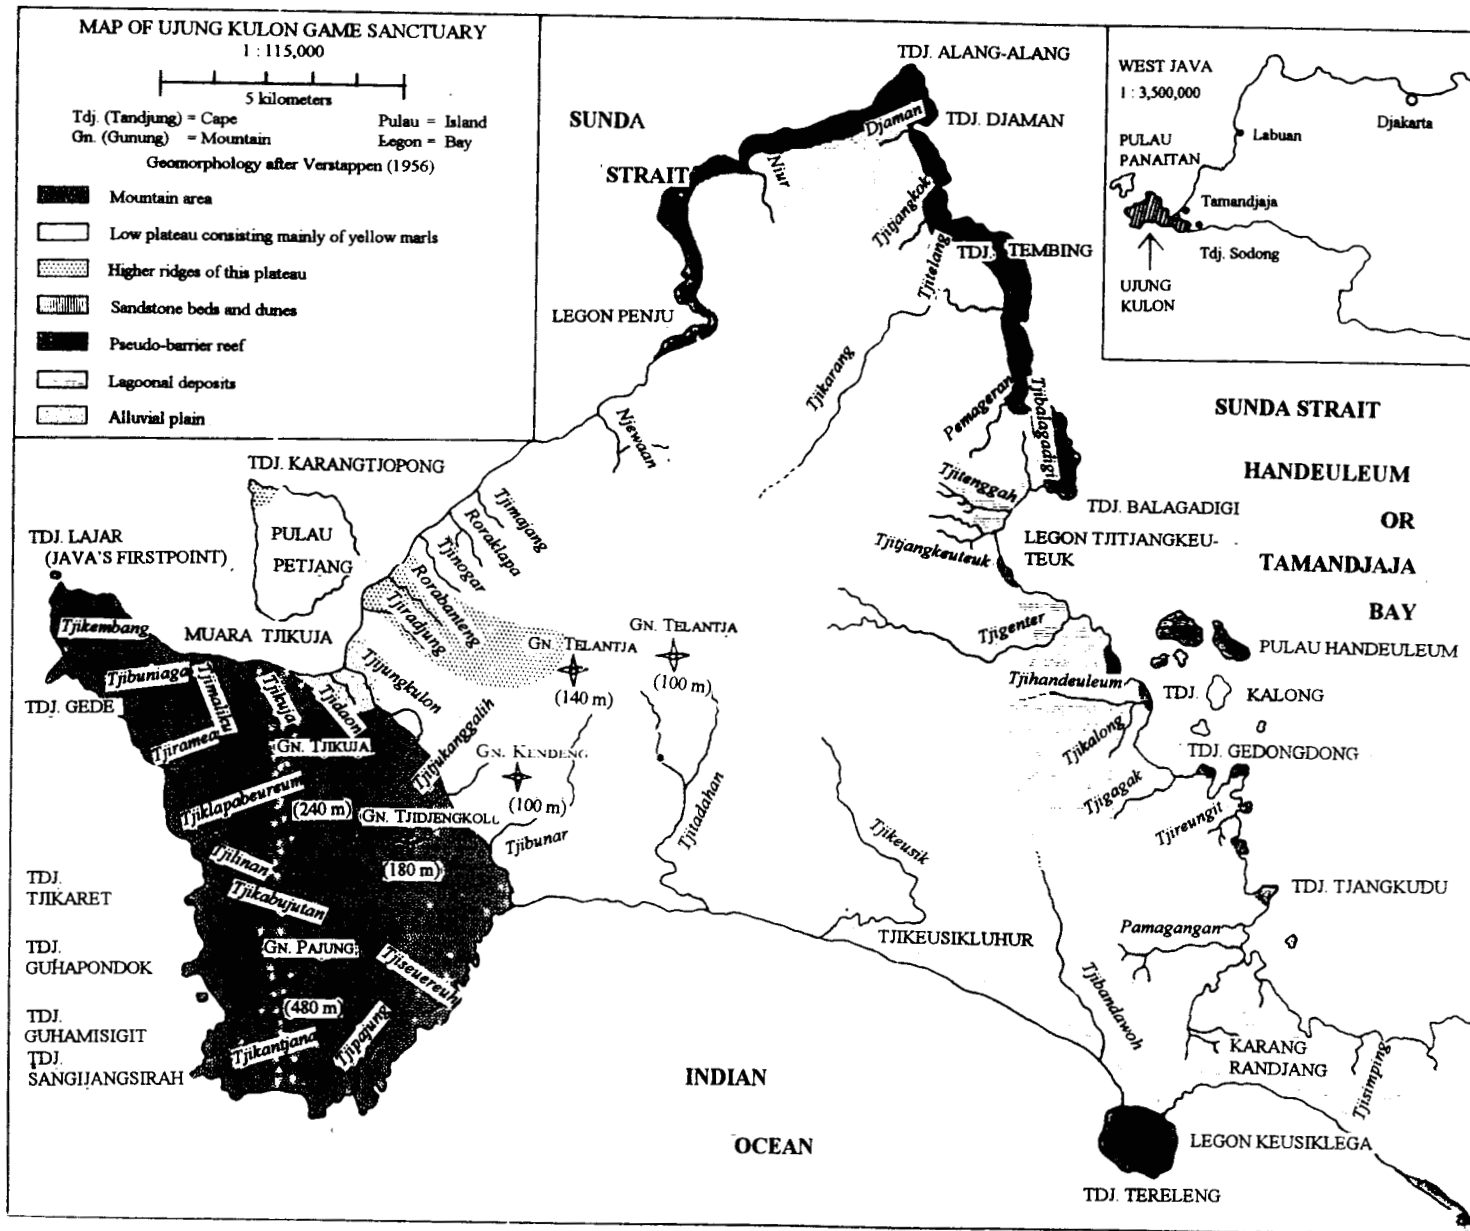 MAP OF UJUNG KULON GAME SANCTUARY
1 : 115,000
5 kilometers
Tdj. (Tandjung) = Cape
Pulau = Island
Gn. (Gunung) = Mountain
Legon = Bay
Geomorphology after Verstappen (1956)
Mountain area
Low plateau consisting mainly of yellow marls
Higher ridges of this plateau
Sandstone beds and dunes
Pseudo-barrier reef
Lagoonal deposits
Alluvial plain
WEST JAVA
1 : 3,500,000
Djakarta
Labuan
PULAU
PANAITAN
Tamandjaja
Tdj. Sodong
UJUNG
KULON
TDJ. ALANG-ALANG
SUNDA
STRAIT
Djaman
TDJ. DJAMAN
Niur
Tjitjangkok
Tjitelang
TDJ. TEMBING
LEGON PENJU
Tjikarang
Pemageran
Tjibalagadigi
Njewaan
SUNDA STRAIT
HANDEULEUM
OR
TAMANDJAJA
BAY
Tjitenggah
TDJ. BALAGADIGI
Tjitjangkeuteuk
LEGON TJITJANGKEU-
TEUK
TDJ. KARANGTJOPONG
PULAU
PETJANG
TDJ. LAJAR
(JAVA'S FIRSTPOINT)
Tjimajang
Roraklapa
Tjinogar
Rorabanteng
Tjiradjung
MUARA TJIKUJA
Tjikembang
Tjibuniaga
Tjimaliku
Tjikuja
Tjidaon
Tjijungkulon
GN. TELANTJA
(140 m)
GN. TELANTJA
(100 m)
Tjigenter
PULAU HANDEULEUM
Tjihandeuleum
TDJ. KALONG
TDJ. GEDE
Tjiramea
GN. TJIKUJA
(240 m)
Tjijukanggalih
GN. KENDENG
(100 m)
Tjikalong
TDJ. GEDONGDONG
Tjigagak
Tjireungit
Tjiklapabeureum
GN. TJIDJENGKOL
(180 m)
Tjibunar
Tjitadahan
Tjikeusik
Tjilinan
TDJ.
TJIKARET
Tjikabujutan
TDJ. TJANGKUDU
Pamagangan
TJIKEUSIKLUHUR
TDJ.
GUHAPONDOK
GN. PAJUNG
(480 m)
Tjiseuereuh
Tjibandawoh
TDJ.
GUHAMISIGIT
TDJ.
SANGIJANGSIRAH
Tjikantjana
Tjipajung
KARANG
RANDJANG
Tjisimping
INDIAN
OCEAN
LEGON KEUSIKLEGA
TDJ. TERELENG